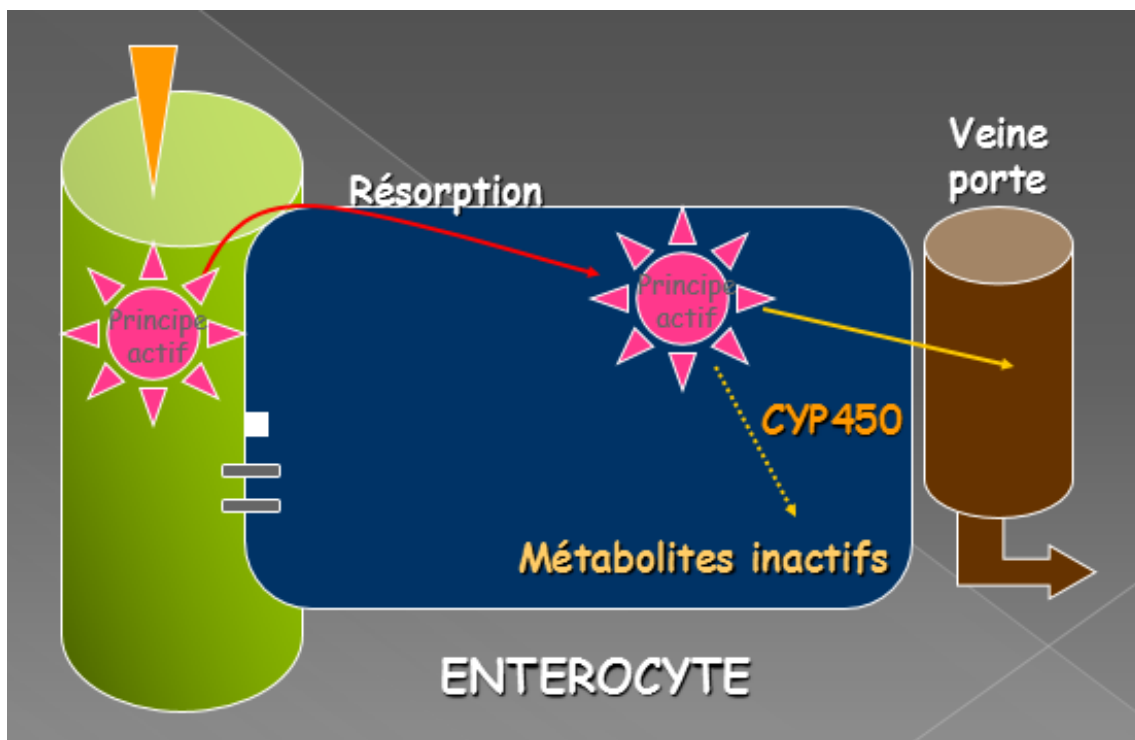 Veine
porte
Résorption
Principe
actif
Principe
actif
CYP450
Métabolites inactifs
ENTEROCYTE